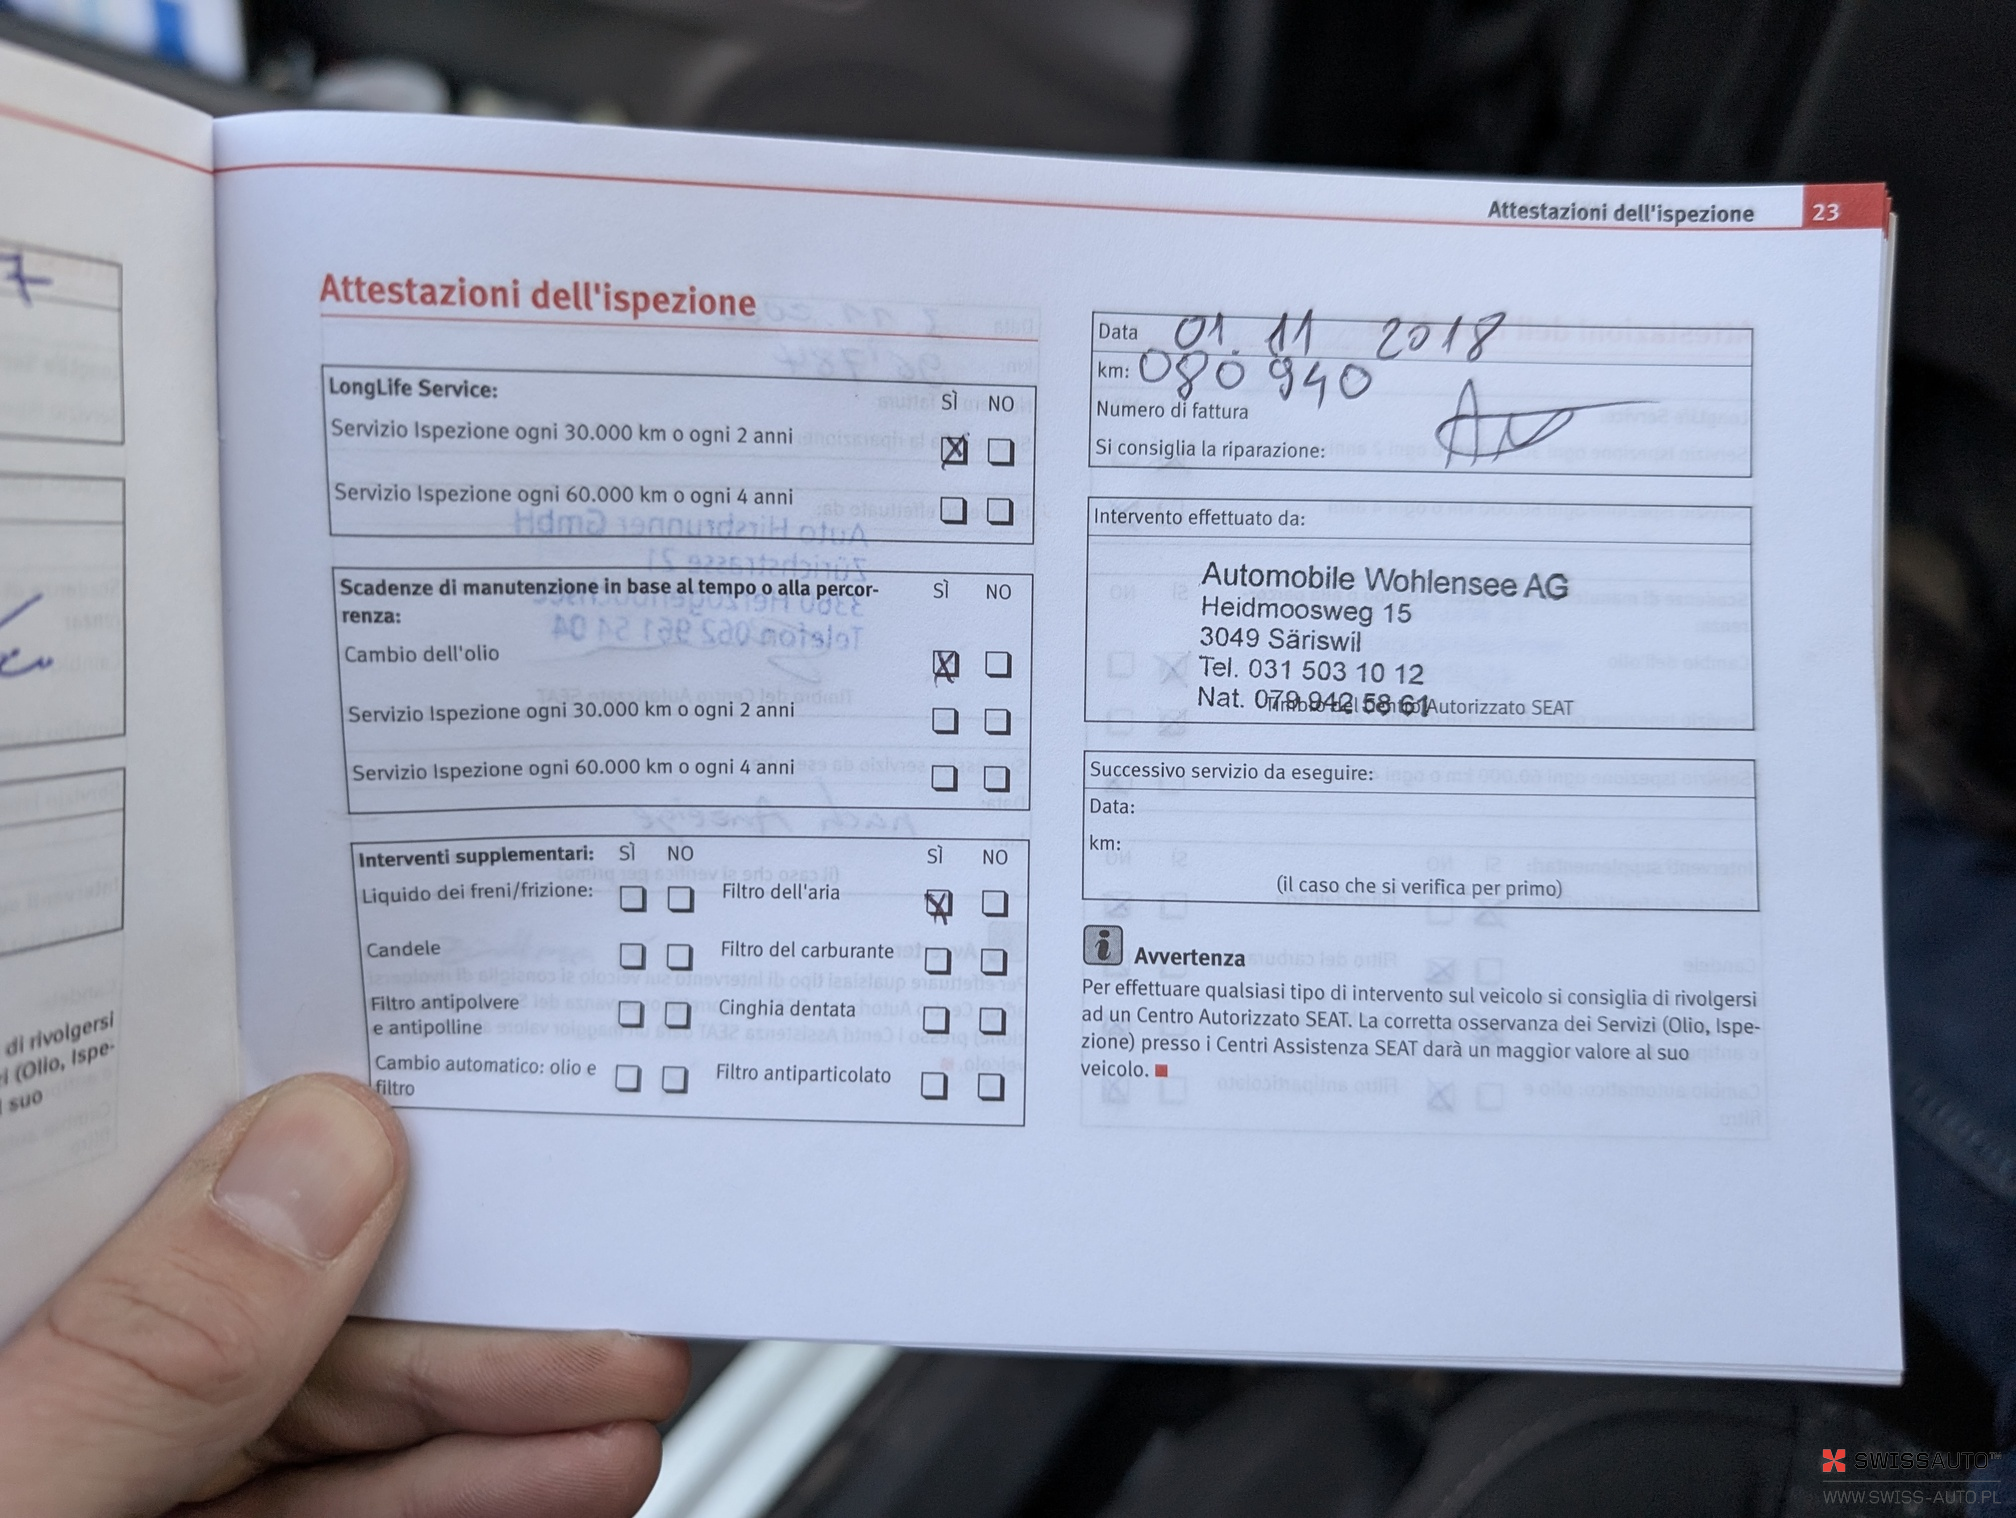 di rivolgersi
i (Olio, Ispe-
suo
Attestazioni dell'ispezione 23
Attestazioni dell'ispezione
LongLife Service:
SÌ NO
Servizio Ispezione ogni 30.000 km o ogni 2 anni
Servizio Ispezione ogni 60.000 km o ogni 4 anni
Scadenze di manutenzione in base al tempo o alla percor-
renza:
SÌ NO
Cambio dell'olio
Servizio Ispezione ogni 30.000 km o ogni 2 anni
Servizio Ispezione ogni 60.000 km o ogni 4 anni
Interventi supplementari: SÌ NO SÌ NO
Liquido dei freni/frizione: Filtro dell'aria
Candele Filtro del carburante
Filtro antipolvere
e antipolline Cinghia dentata
Cambio automatico: olio e
filtro Filtro antiparticolato
Data 01.11 2018
km: 080 940
Numero di fattura
Si consiglia la riparazione:
Intervento effettuato da:
Automobile Wohlensee AG
Heidmoosweg 15
3049 Säriswil
Tel. 031 503 10 12
Nat. 079 942 58 61
Timbro del Centro Autorizzato SEAT
Successivo servizio da eseguire:
Data:
km:
(il caso che si verifica per primo)
i Avvertenza
Per effettuare qualsiasi tipo di intervento sul veicolo si consiglia di rivolgersi
ad un Centro Autorizzato SEAT. La corretta osservanza dei Servizi (Olio, Ispe-
zione) presso i Centri Assistenza SEAT darà un maggior valore al suo
veicolo.
SWISSAUTO™
WWW.SWISS-AUTO.PL